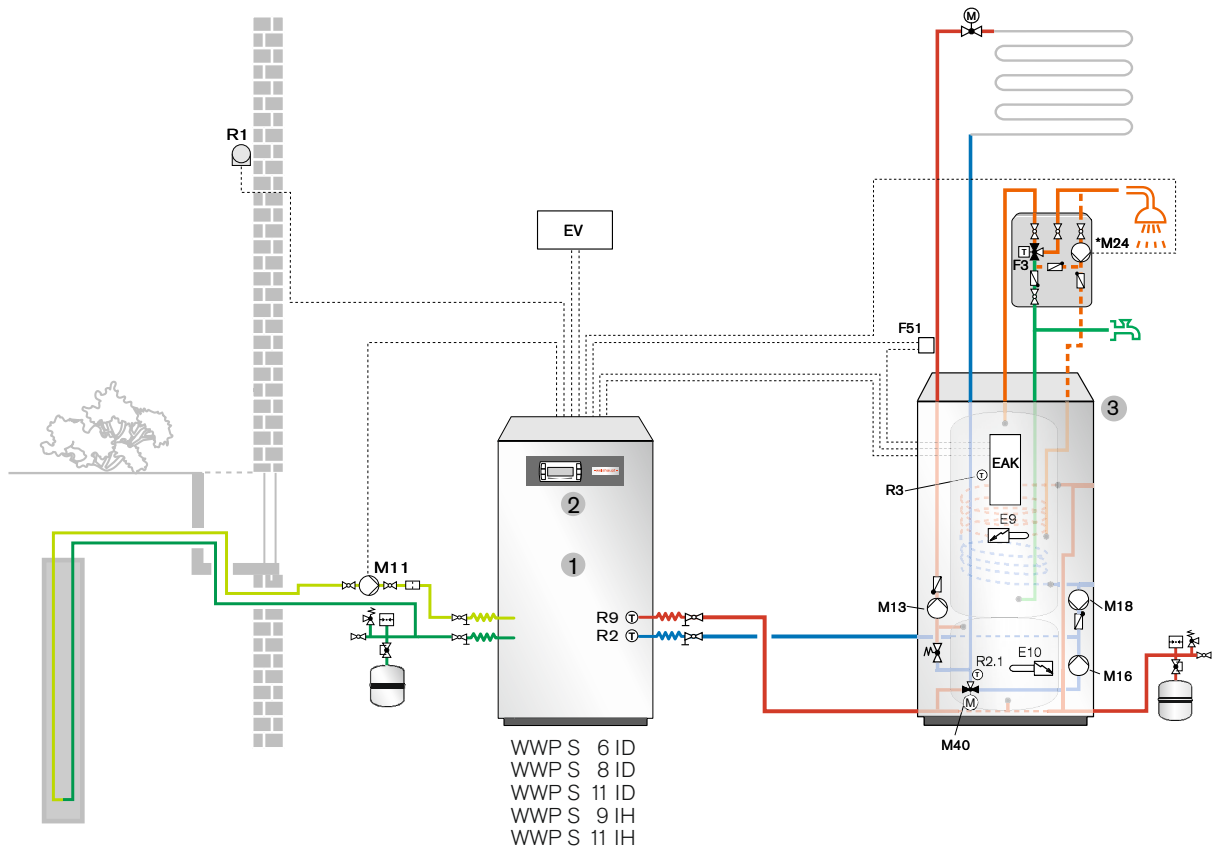 M
R1
EV
*M24
T
F3
F51
3
EAK
R3
T
E9
2
1
M11
M13
M18
R9 T
R2 T
R2.1
T
E10
M16
M
M40
WWP S 6 ID
WWP S 8 ID
WWP S 11 ID
WWP S 9 IH
WWP S 11 IH